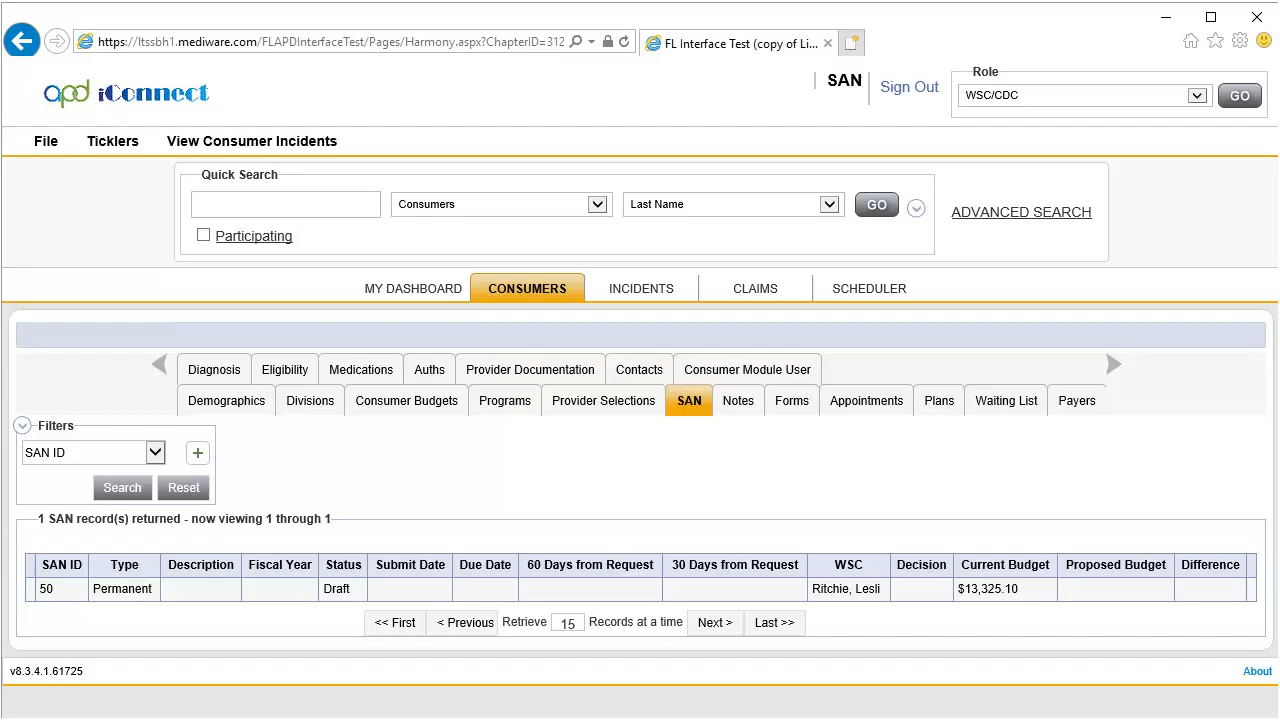 https://ltssbh1.mediware.com/FLAPDInterfaceTest/Pages/Harmony.aspx?ChapterID=312
FL Interface Test (copy of Li...
apd iConnect
SAN
Sign Out
Role
WSC/CDC
GO
File
Ticklers
View Consumer Incidents
Quick Search
Consumers
Last Name
GO
ADVANCED SEARCH
Participating
MY DASHBOARD
CONSUMERS
INCIDENTS
CLAIMS
SCHEDULER
Diagnosis
Eligibility
Medications
Auths
Provider Documentation
Contacts
Consumer Module User
Demographics
Divisions
Consumer Budgets
Programs
Provider Selections
SAN
Notes
Forms
Appointments
Plans
Waiting List
Payers
Filters
SAN ID
+
Search
Reset
1 SAN record(s) returned - now viewing 1 through 1
SAN ID Type Description Fiscal Year Status Submit Date Due Date 60 Days from Request 30 Days from Request WSC Decision Current Budget Proposed Budget Difference
50 Permanent Draft Ritchie, Lesli $13,325.10
<< First
< Previous
Retrieve 15 Records at a time
Next >
Last >>
v8.3.4.1.61725
About